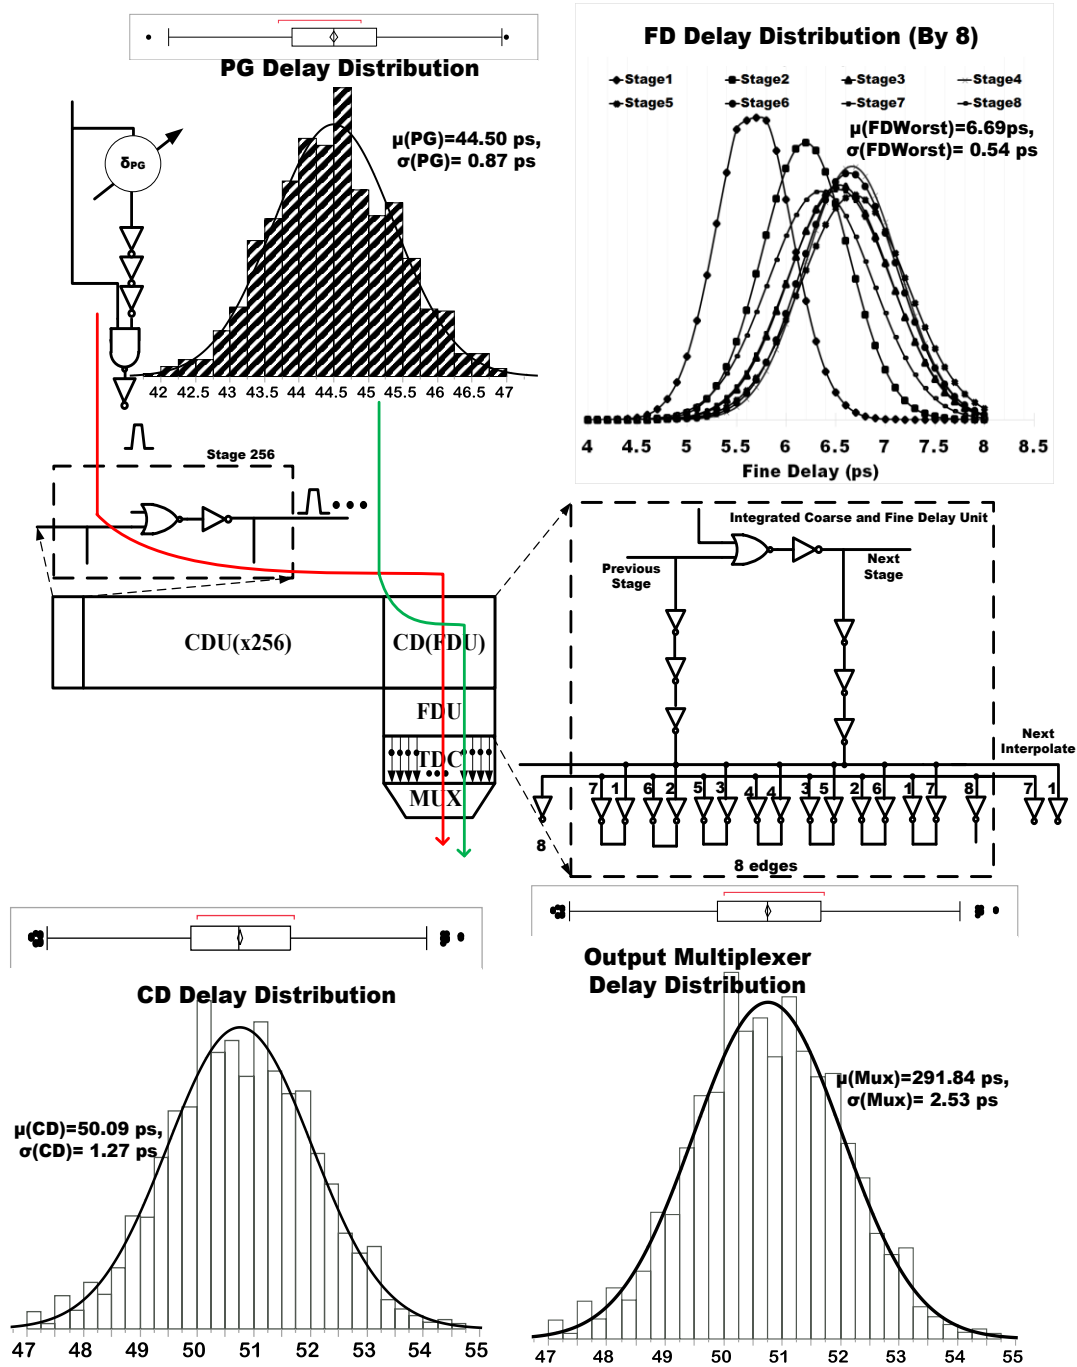 PG Delay Distribution
μ(PG)=44.50 ps,
σ(PG)= 0.87 ps
δPG
42 42.5 43 43.5 44 44.5 45 45.5 46 46.5 47
FD Delay Distribution (By 8)
Stage1 Stage2 Stage3 Stage4
Stage5 Stage6 Stage7 Stage8
μ(FDWorst)=6.69ps,
σ(FDWorst)= 0.54 ps
4 4.5 5 5.5 6 6.5 7 7.5 8 8.5
Fine Delay (ps)
Stage 256
CDU(x256)
CD(FDU)
FDU
TDC
MUX
Integrated Coarse and Fine Delay Unit
Previous
Stage
Next
Stage
Next
Interpolate
7 1 6 2 5 3 4 4 3 5 2 6 1 7 8 7 1
8
8 edges
CD Delay Distribution
μ(CD)=50.09 ps,
σ(CD)= 1.27 ps
47 48 49 50 51 52 53 54 55
Output Multiplexer
Delay Distribution
μ(Mux)=291.84 ps,
σ(Mux)= 2.53 ps
47 48 49 50 51 52 53 54 55